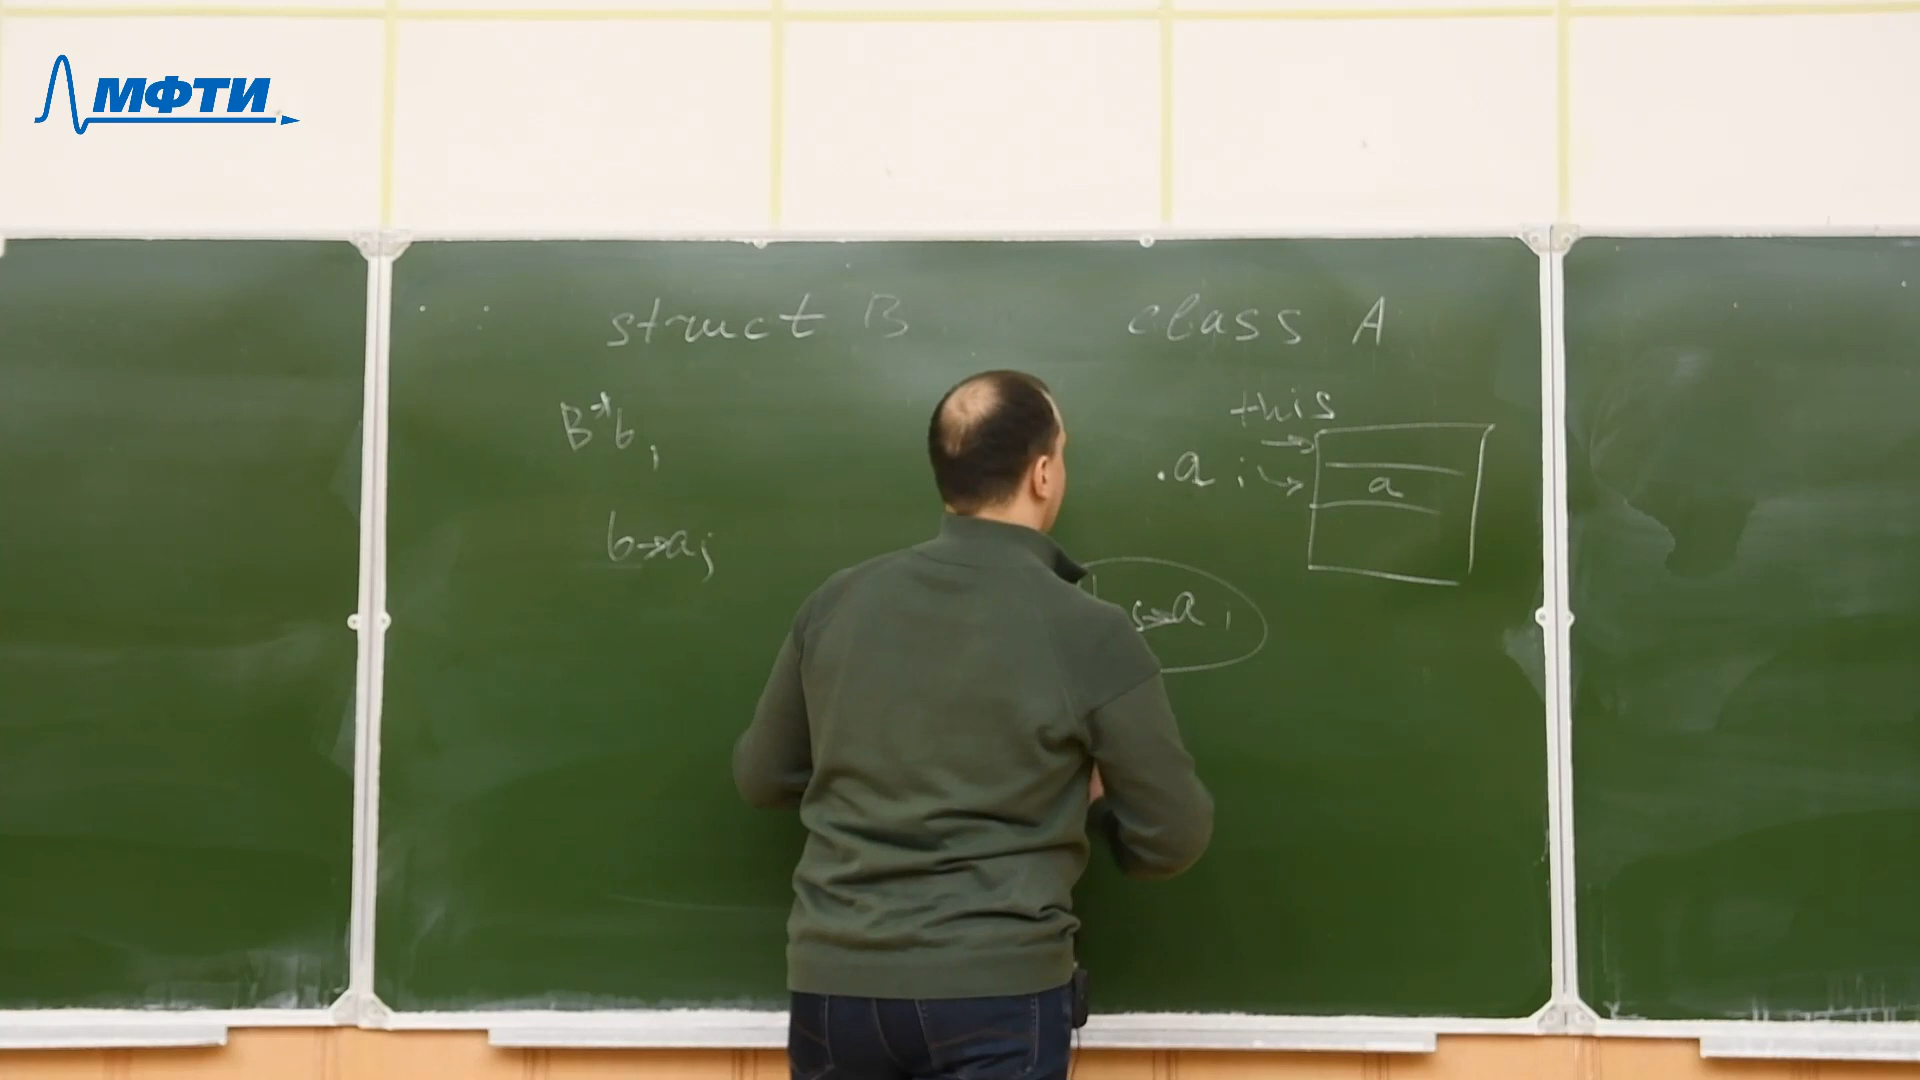 МФТИ
struct B
class A
B*b;
this
.a ;
a
b→a;
s→a ;